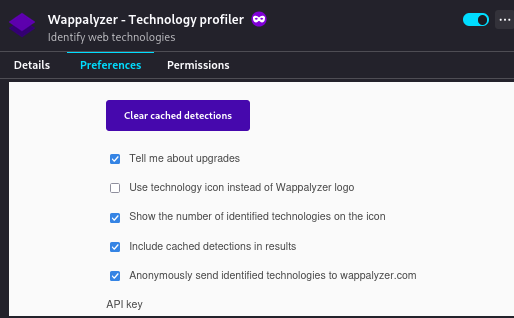 Wappalyzer - Technology profiler
Identify web technologies
Details Preferences Permissions
Clear cached detections
Tell me about upgrades
Use technology icon instead of Wappalyzer logo
Show the number of identified technologies on the icon
Include cached detections in results
Anonymously send identified technologies to wappalyzer.com
API key